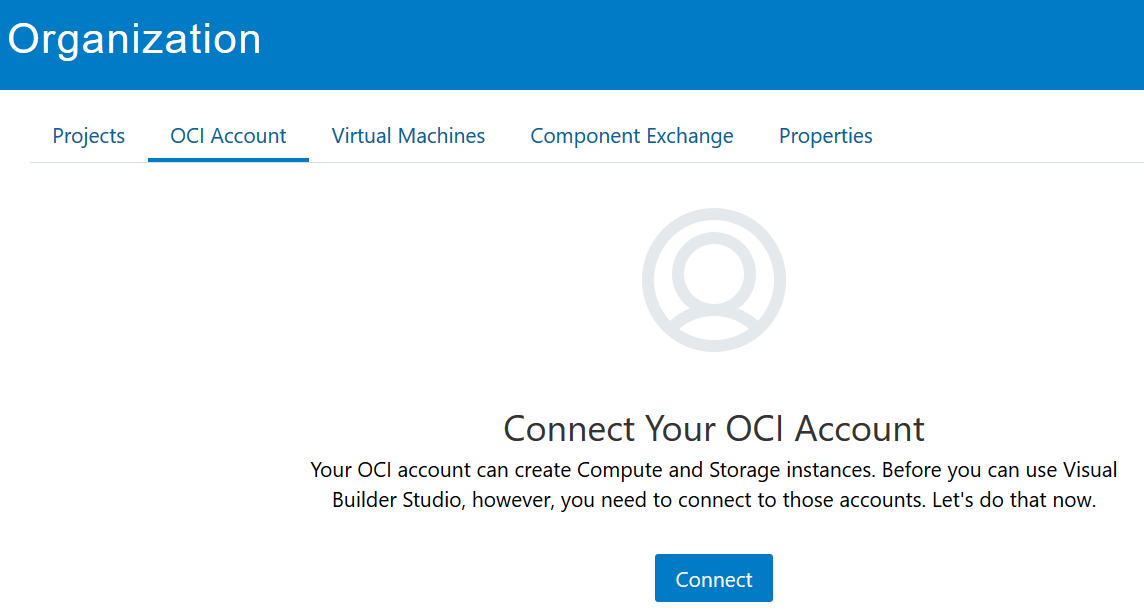 Organization
Projects OCI Account Virtual Machines Component Exchange Properties
Connect Your OCI Account
Your OCI account can create Compute and Storage instances. Before you can use Visual
Builder Studio, however, you need to connect to those accounts. Let's do that now.
Connect